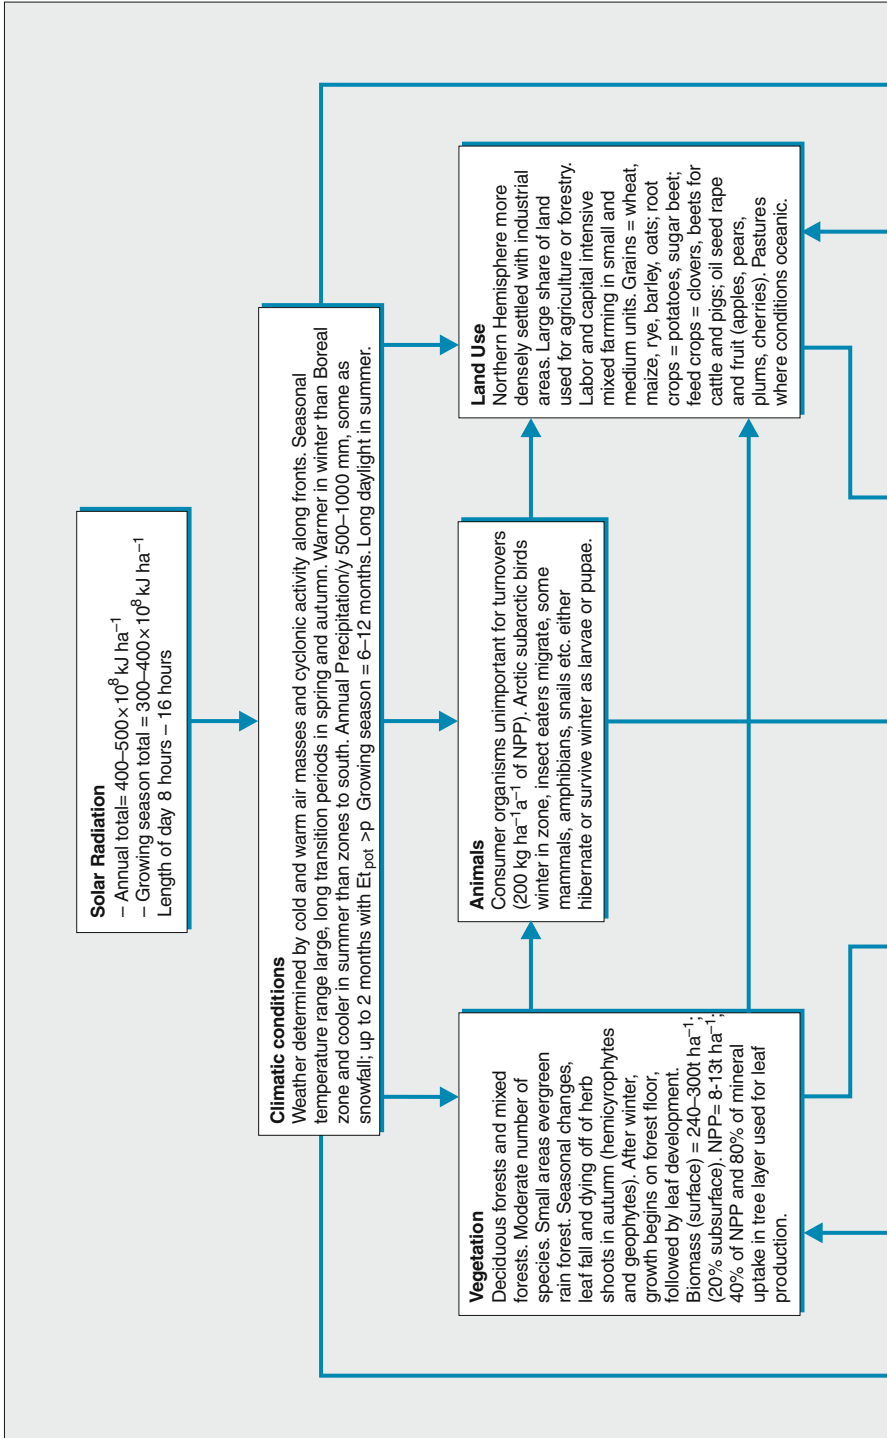 Solar Radiation
– Annual total= 400–500×10⁸ kJ ha⁻¹
– Growing season total = 300–400×10⁸ kJ ha⁻¹
Length of day 8 hours – 16 hours
Climatic conditions
Weather determined by cold and warm air masses and cyclonic activity along fronts. Seasonal
temperature range large, long transition periods in spring and autumn. Warmer in winter than Boreal
zone and cooler in summer than zones to south. Annual Precipitation/y 500–1000 mm, some as
snowfall; up to 2 months with Et_pot >p Growing season = 6–12 months. Long daylight in summer.
Vegetation
Deciduous forests and mixed
forests. Moderate number of
species. Small areas evergreen
rain forest. Seasonal changes,
leaf fall and dying off of herb
shoots in autumn (hemicyrophytes
and geophytes). After winter,
growth begins on forest floor,
followed by leaf development.
Biomass (surface) = 240–300t ha⁻¹;
(20% subsurface). NPP= 8-13t ha⁻¹;
40% of NPP and 80% of mineral
uptake in tree layer used for leaf
production.
Animals
Consumer organisms unimportant for turnovers
(200 kg ha⁻¹a⁻¹ of NPP). Arctic subarctic birds
winter in zone, insect eaters migrate, some
mammals, amphibians, snails etc. either
hibernate or survive winter as larvae or pupae.
Land Use
Northern Hemisphere more
densely settled with industrial
areas. Large share of land
used for agriculture or forestry.
Labor and capital intensive
mixed farming in small and
medium units. Grains = wheat,
maize, rye, barley, oats; root
crops = potatoes, sugar beet;
feed crops = clovers, beets for
cattle and pigs; oil seed rape
and fruit (apples, pears,
plums, cherries). Pastures
where conditions oceanic.